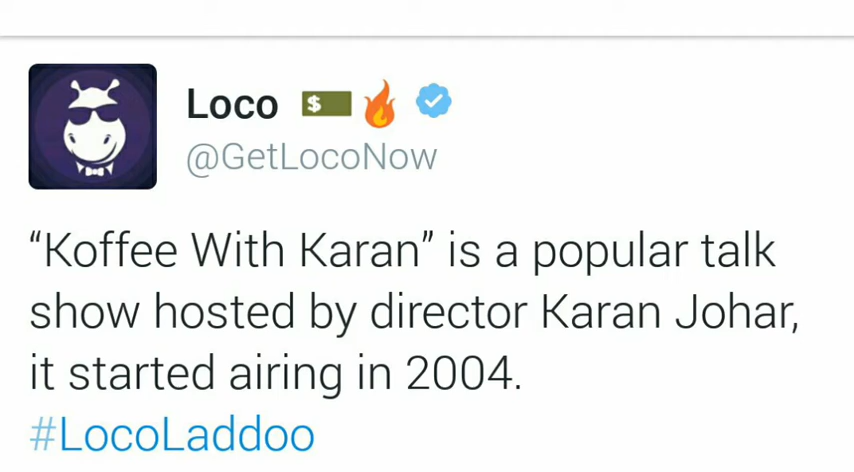 Loco 💵🔥
@GetLocoNow
“Koffee With Karan” is a popular talk
show hosted by director Karan Johar,
it started airing in 2004.
#LocoLaddoo